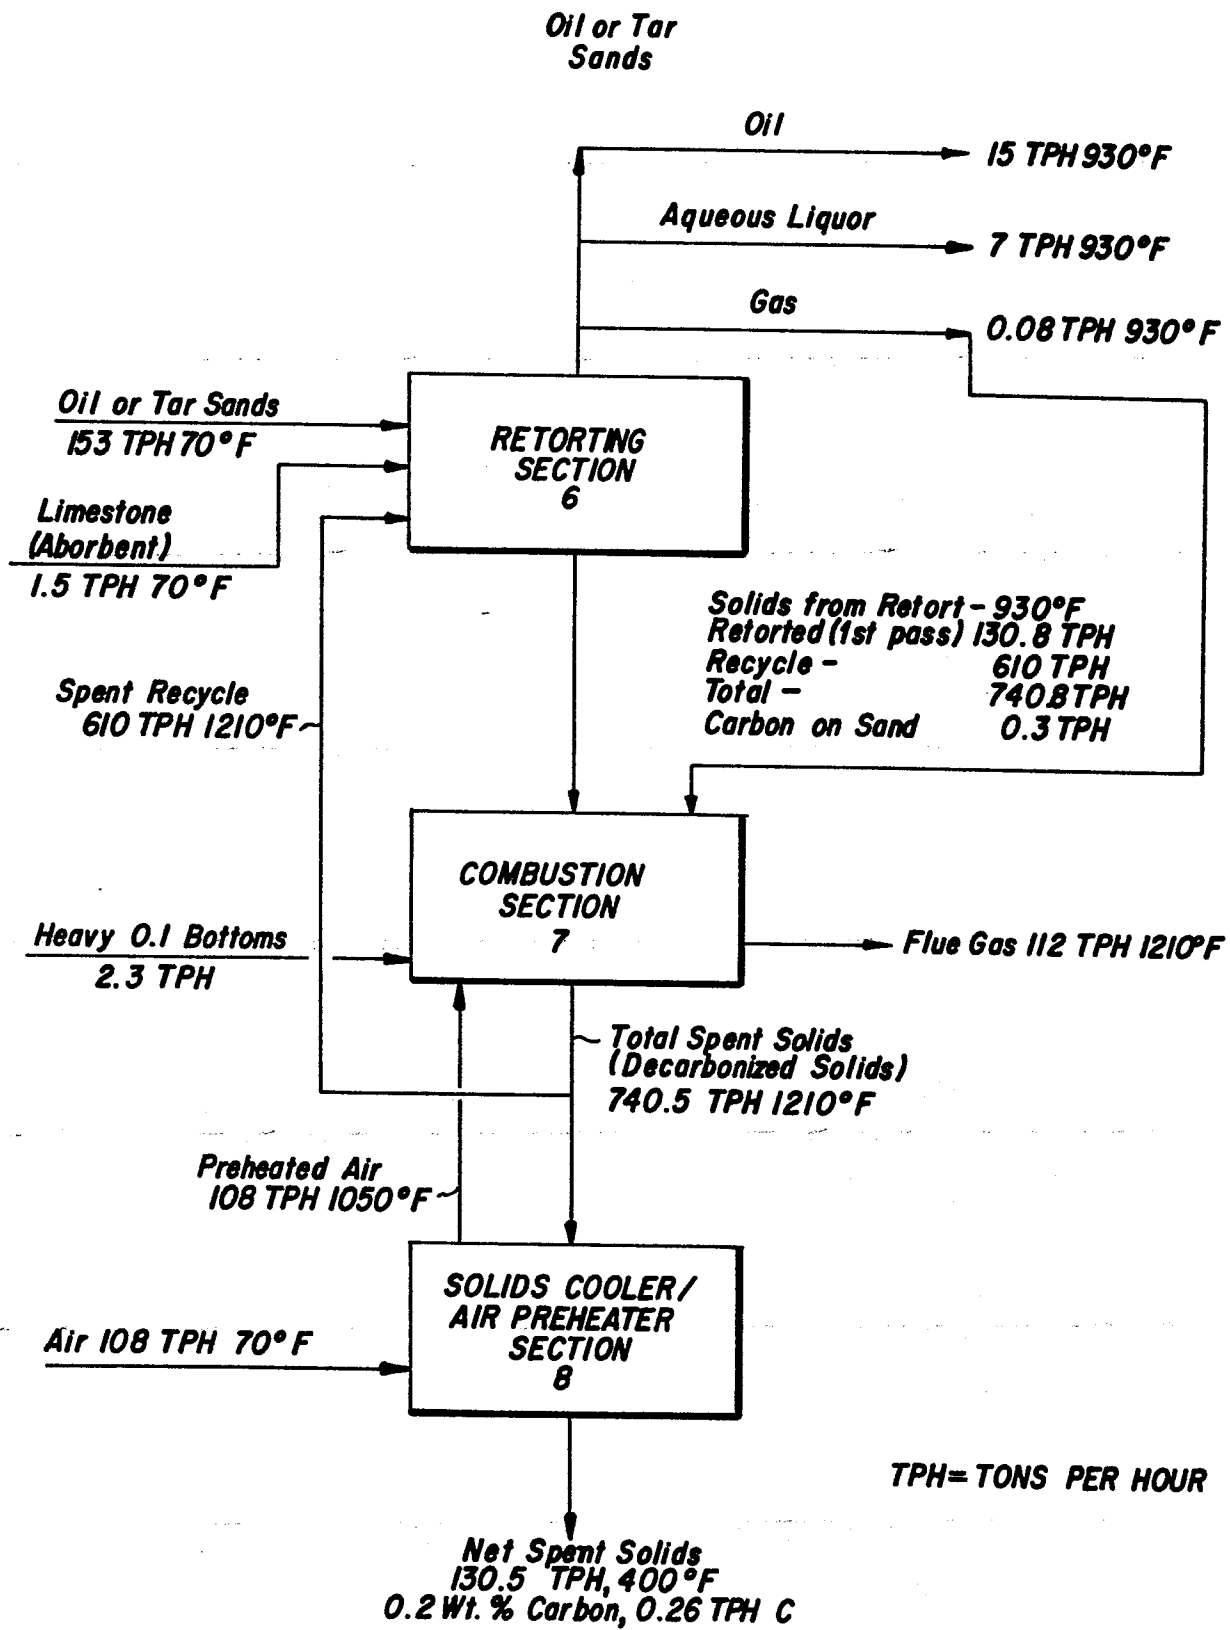 Oil or Tar
Sands
Oil
15 TPH 930°F
Aqueous Liquor
7 TPH 930°F
Gas
0.08 TPH 930°F
Oil or Tar Sands
153 TPH 70°F
RETORTING
SECTION
6
Limestone
(Aborbent)
1.5 TPH 70°F
Solids from Retort - 930°F
Retorted (1st pass) 130.8 TPH
Recycle - 610 TPH
Total - 740.8 TPH
Carbon on Sand 0.3 TPH
Spent Recycle
610 TPH 1210°F
COMBUSTION
SECTION
7
Heavy 0.1 Bottoms
2.3 TPH
Flue Gas 112 TPH 1210°F
Total Spent Solids
(Decarbonized Solids)
740.5 TPH 1210°F
Preheated Air
108 TPH 1050°F
SOLIDS COOLER/
AIR PREHEATER
SECTION
8
Air 108 TPH 70°F
TPH = TONS PER HOUR
Net Spent Solids
130.5 TPH, 400°F
0.2 Wt. % Carbon, 0.26 TPH C